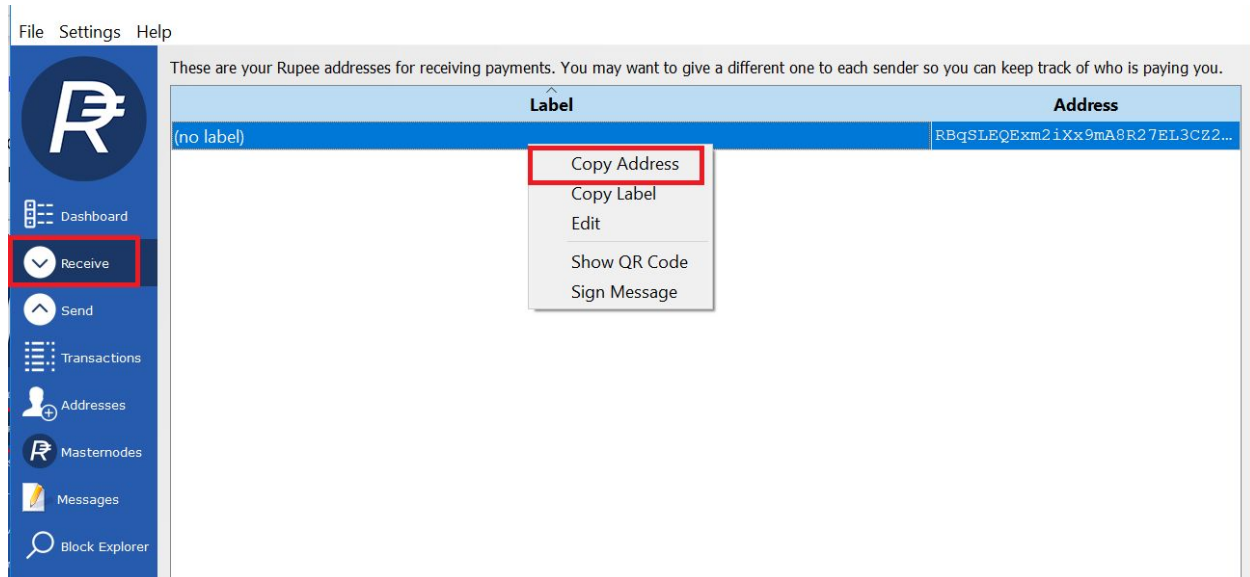 File Settings Help
These are your Rupee addresses for receiving payments. You may want to give a different one to each sender so you can keep track of who is paying you.
Label Address
(no label) RBqSLEQExm2iXx9mA8R27EL3CZ2...
Copy Address
Copy Label
Edit
Show QR Code
Sign Message
Dashboard
Receive
Send
Transactions
Addresses
Masternodes
Messages
Block Explorer